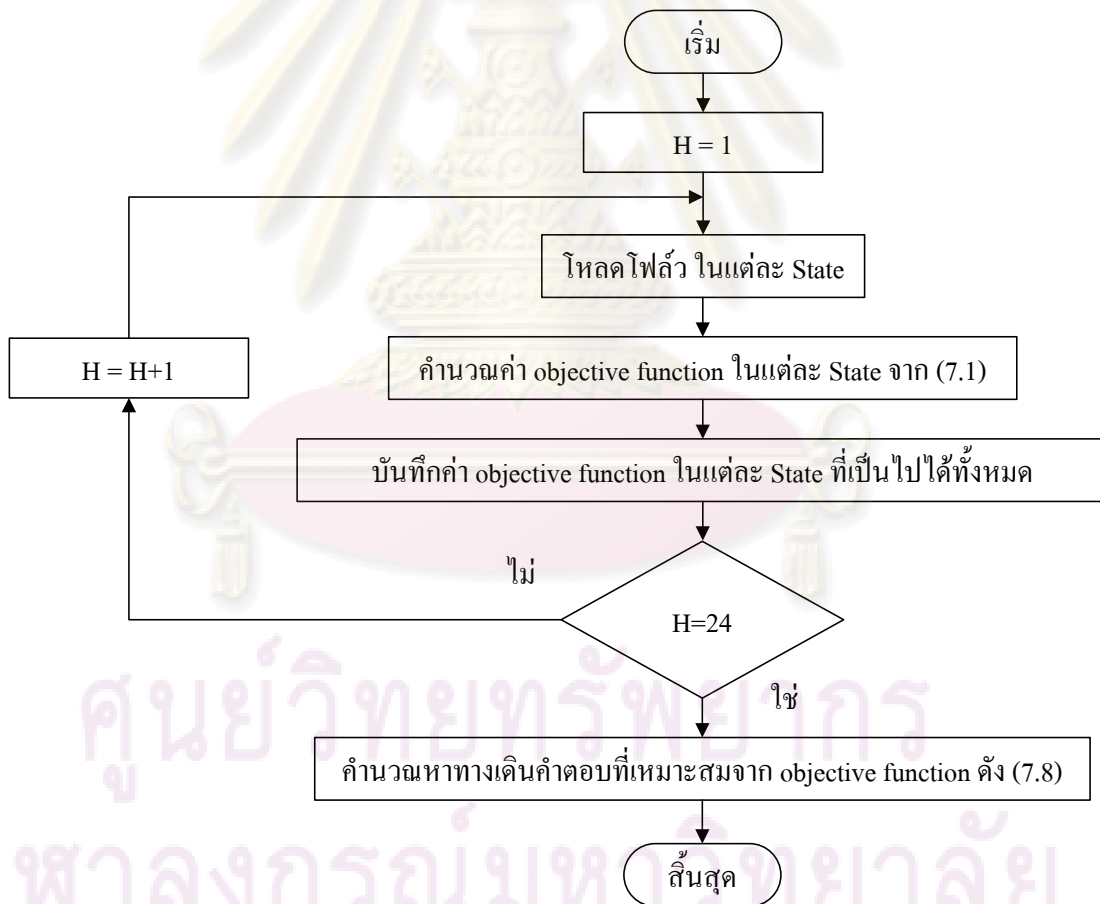 เริ่ม
H = 1
โหลดโฟล์ว ในแต่ละ State
H = H+1
คำนวณค่า objective function ในแต่ละ State จาก (7.1)
บันทึกค่า objective function ในแต่ละ State ที่เป็นไปได้ทั้งหมด
ไม่
H=24
ใช่
คำนวณหาทางเดินคำตอบที่เหมาะสมจาก objective function ดัง (7.8)
สิ้นสุด
ศูนย์วิทยทรัพยากร
ฬาลงกรณ์มหาวิทยาลัย